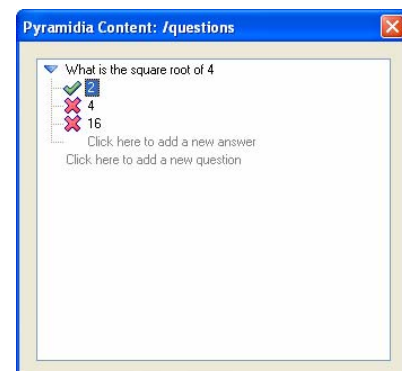 Pyramidia Content: /questions
What is the square root of 4
2
4
16
Click here to add a new answer
Click here to add a new question